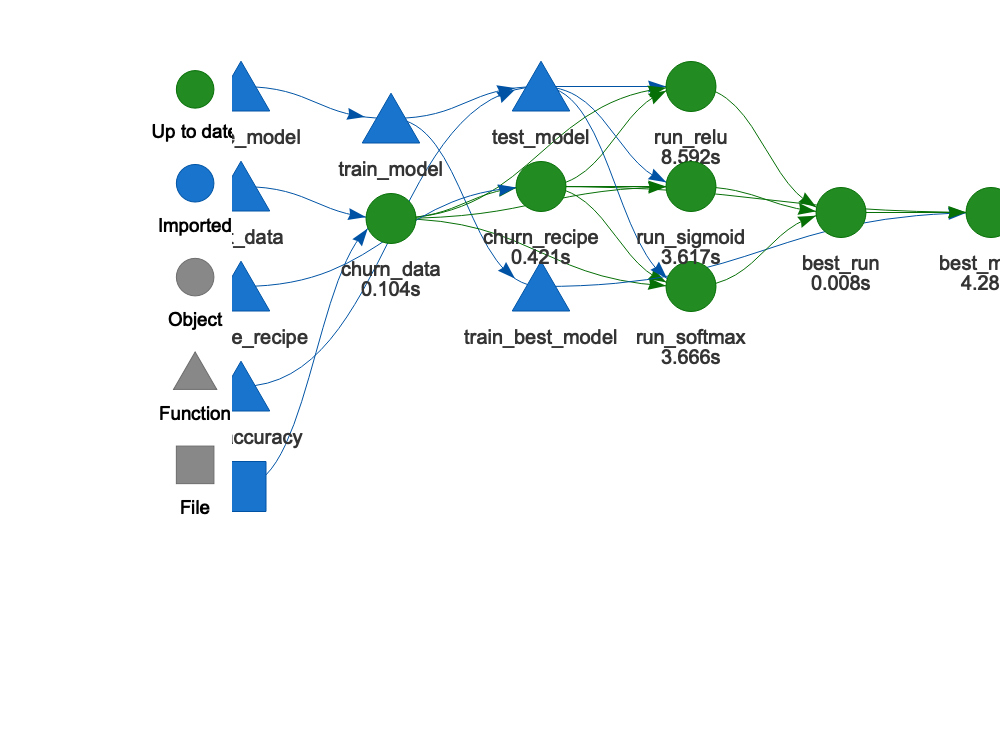 Up to date
_model
train_model
test_model
run_relu
8.592s
Imported
_data
churn_data
0.104s
churn_recipe
0.421s
run_sigmoid
3.617s
best_run
0.008s
best_m
4.28
Object
e_recipe
train_best_model
run_softmax
3.666s
Function
accuracy
File